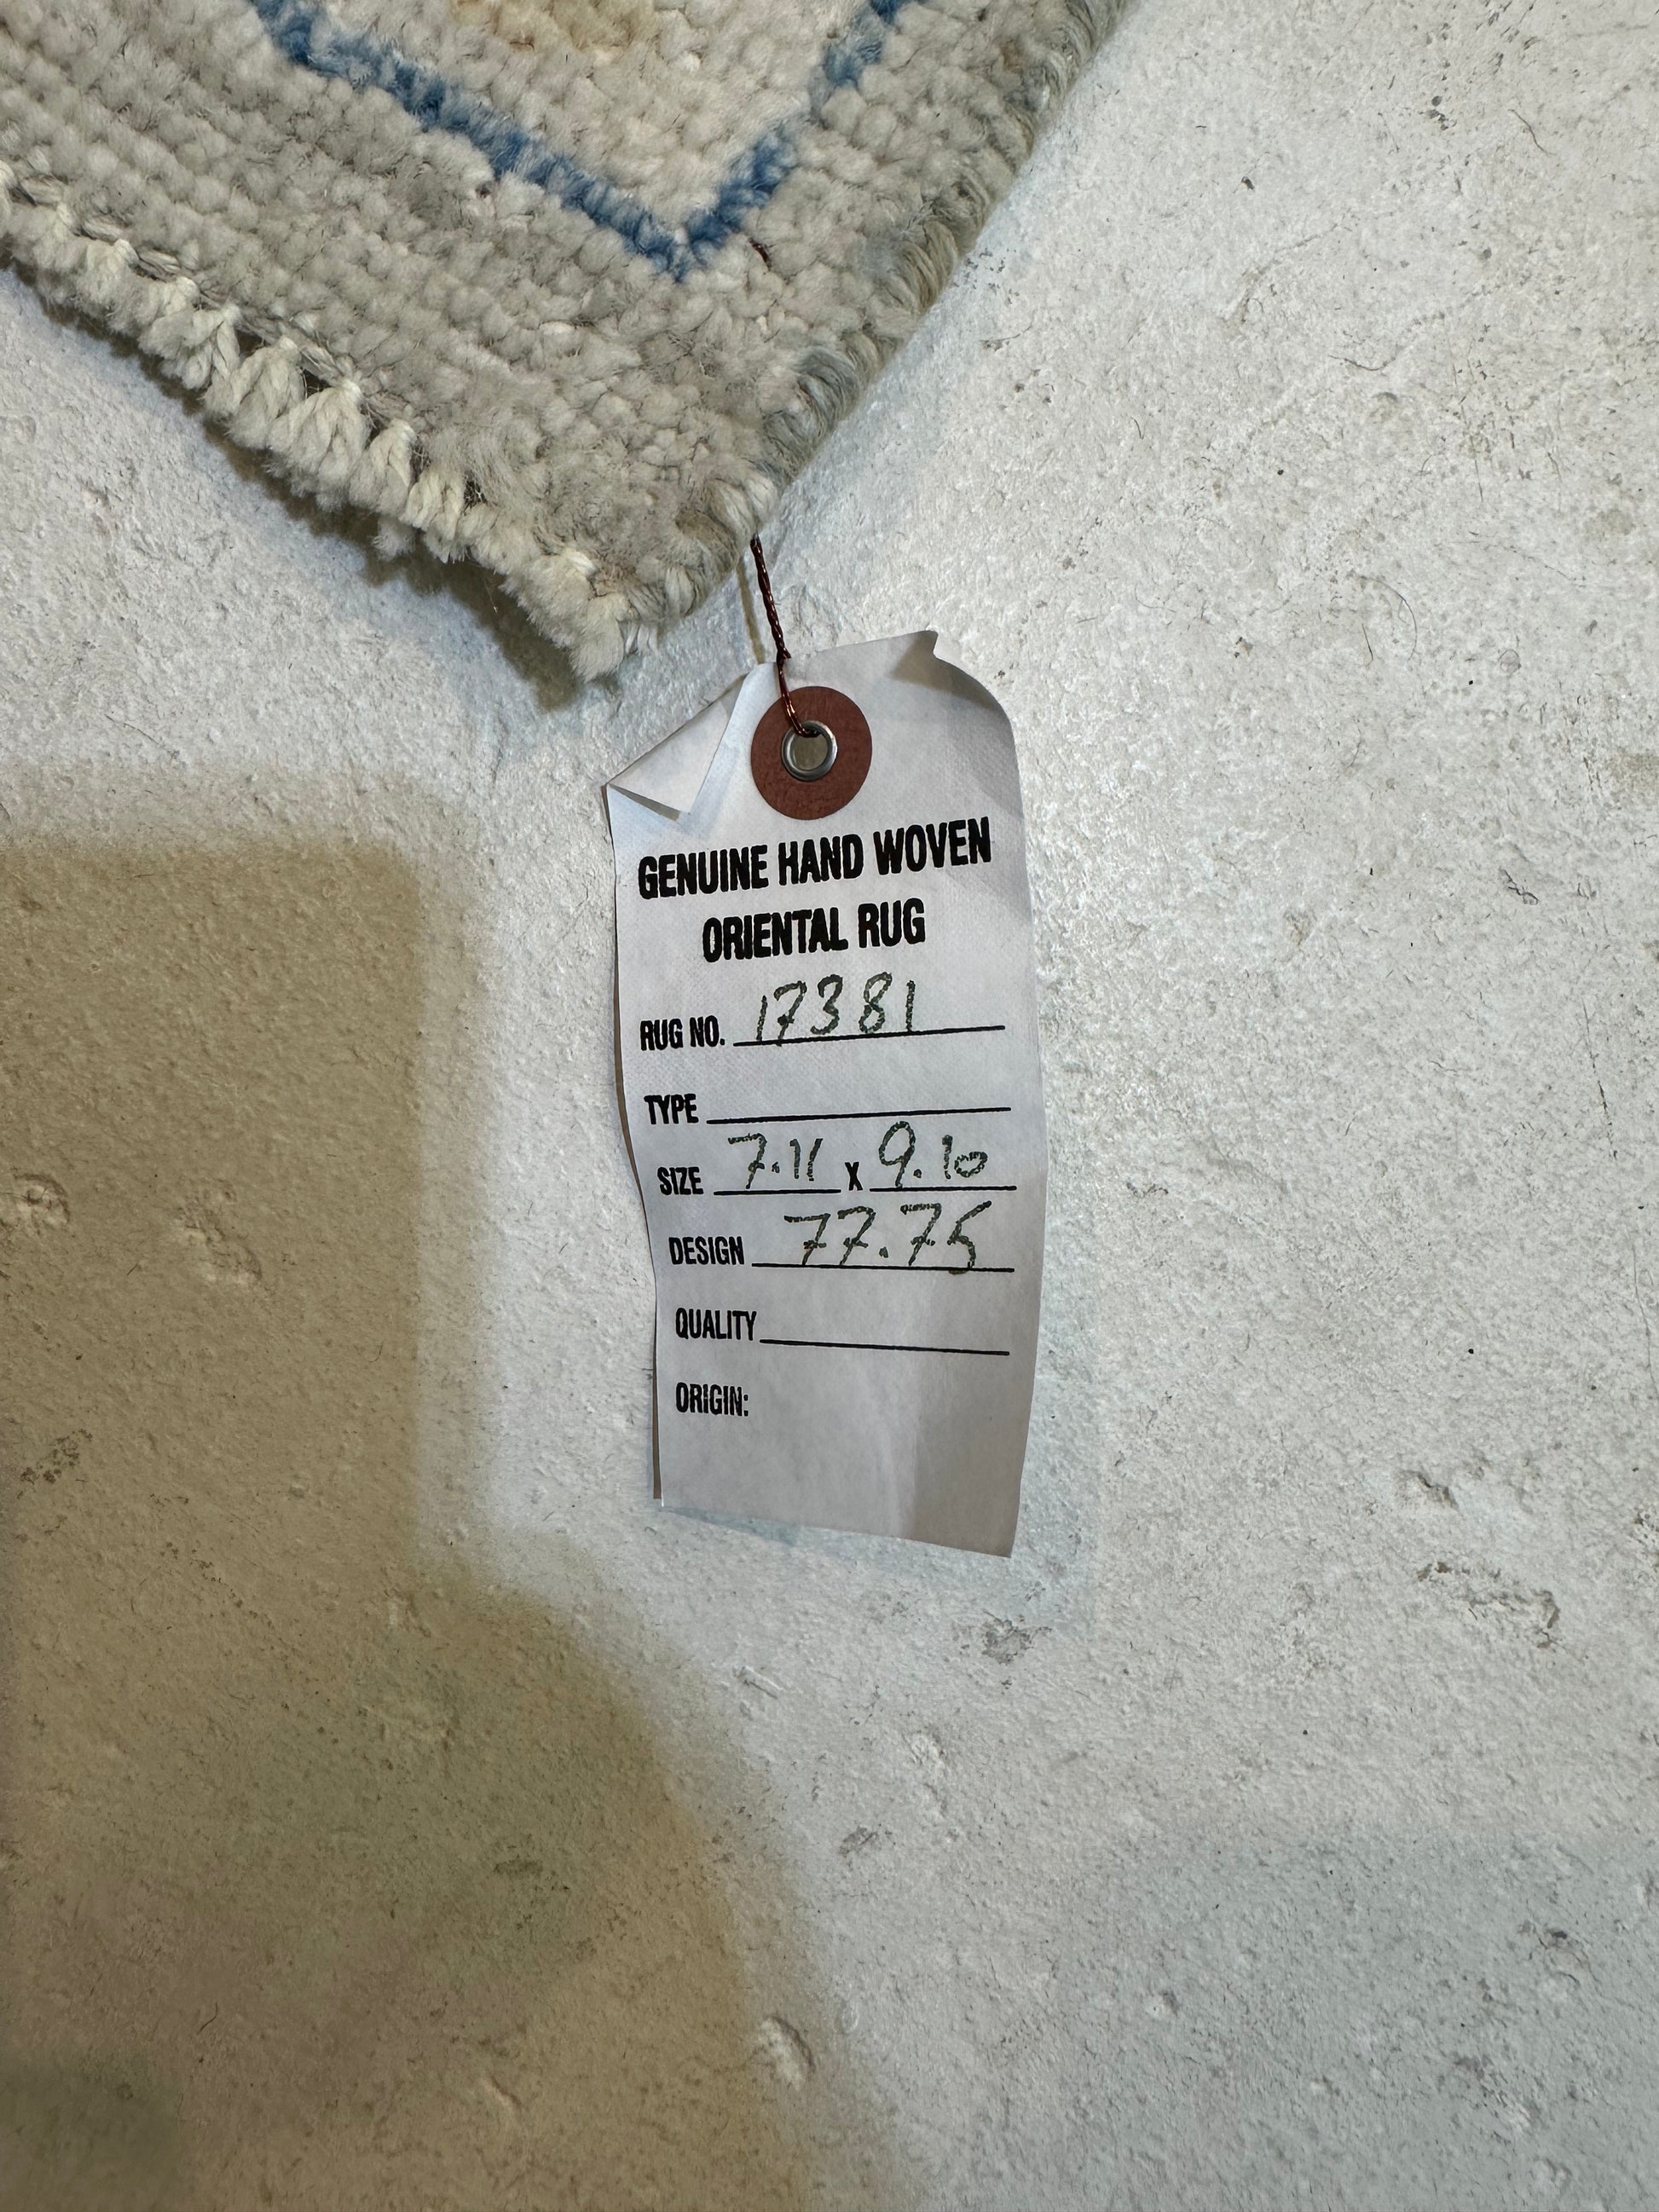 GENUINE HAND WOVEN
ORIENTAL RUG
RUG NO. 17381
TYPE
SIZE 7.11 X 9.10
DESIGN 77.75
QUALITY
ORIGIN: